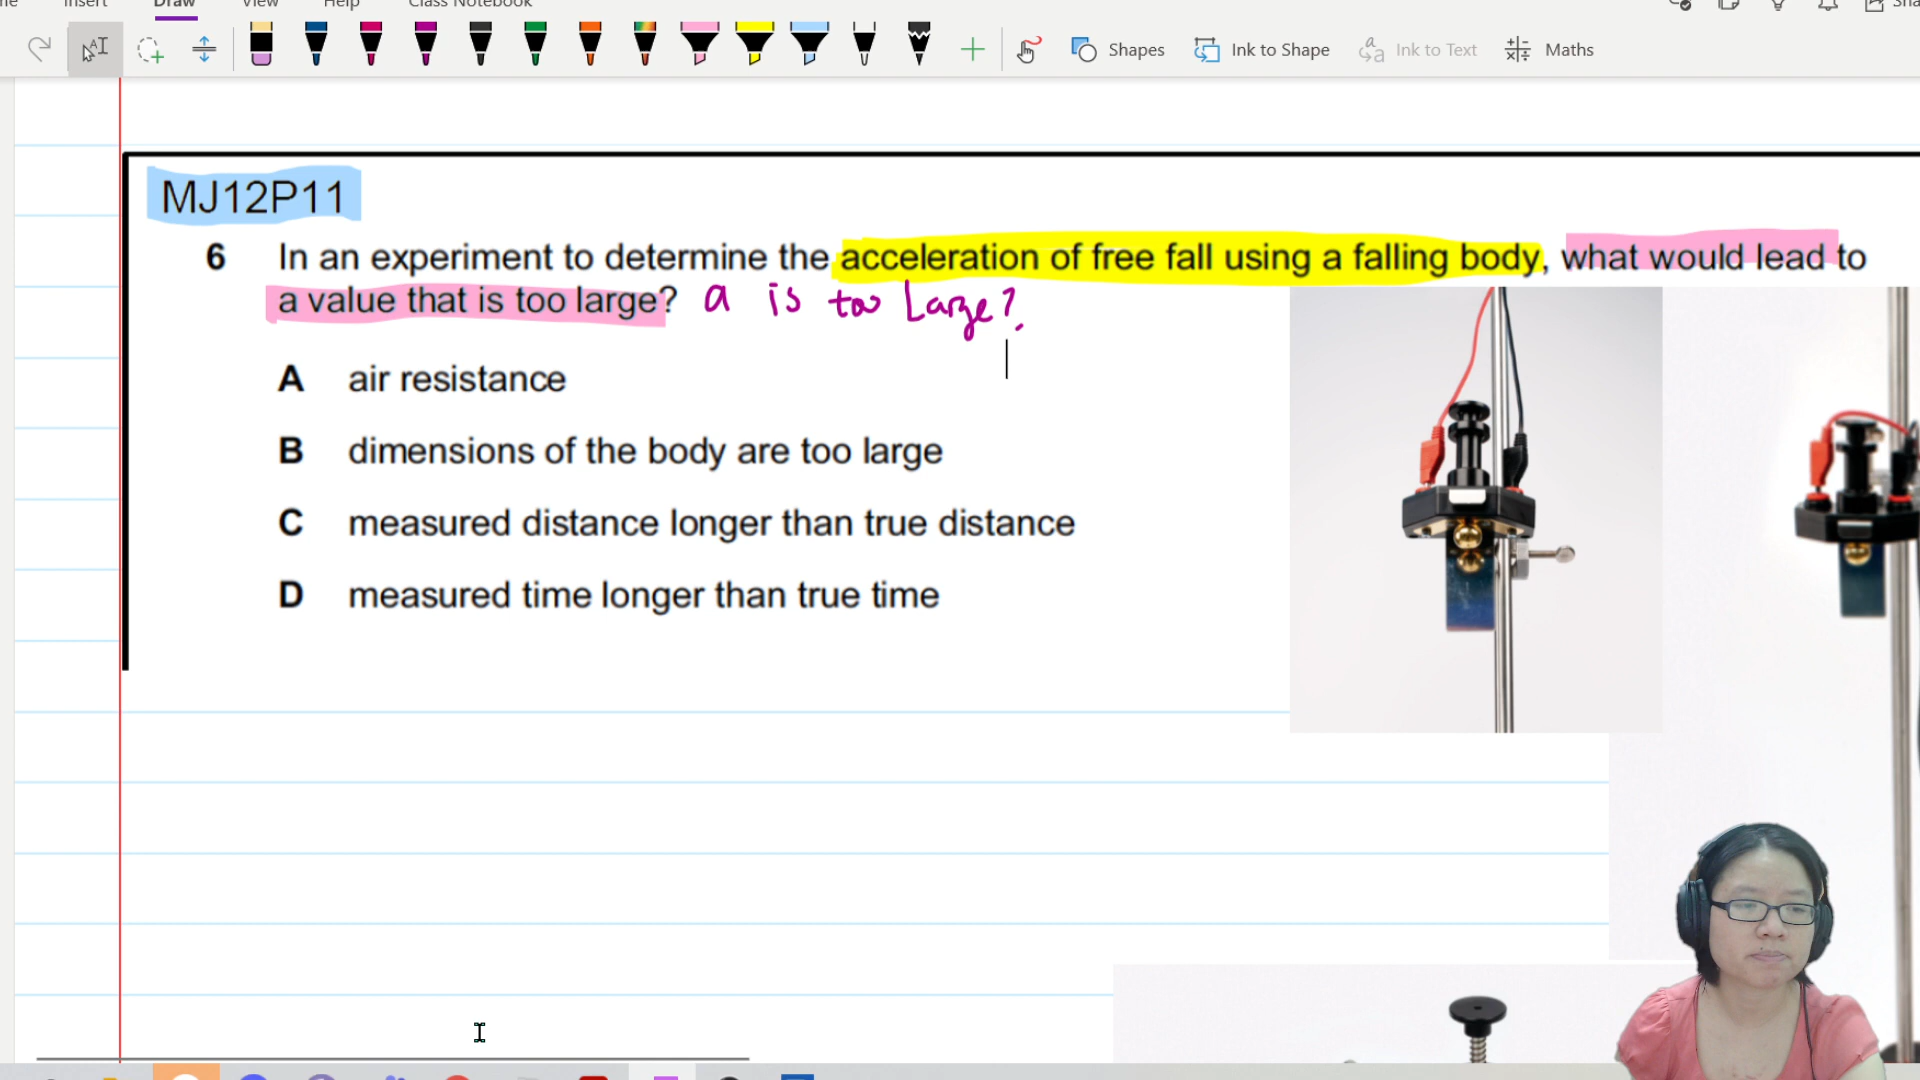 Insert Draw View Help Class Notebook
Shapes Ink to Shape Ink to Text Maths
MJ12P11
6 In an experiment to determine the acceleration of free fall using a falling body, what would lead to
a value that is too large? a is too Large?
A air resistance
B dimensions of the body are too large
C measured distance longer than true distance
D measured time longer than true time